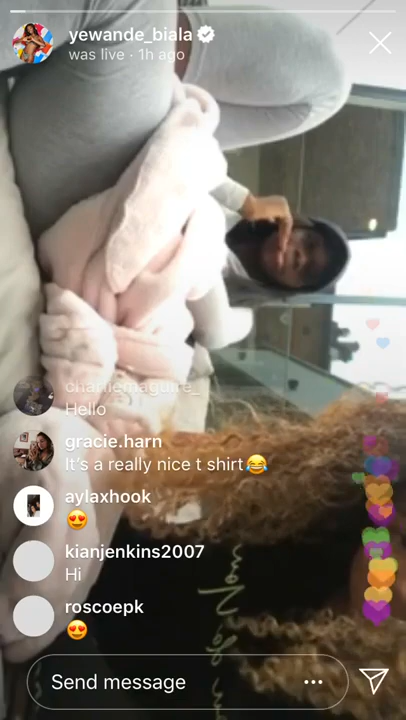 yewande_biala
was live · 1h ago
charliemaguire_
Hello
gracie.harn
It's a really nice t shirt😂
aylaxhook
😍
kianjenkins2007
Hi
roscoepk
😍
Send message